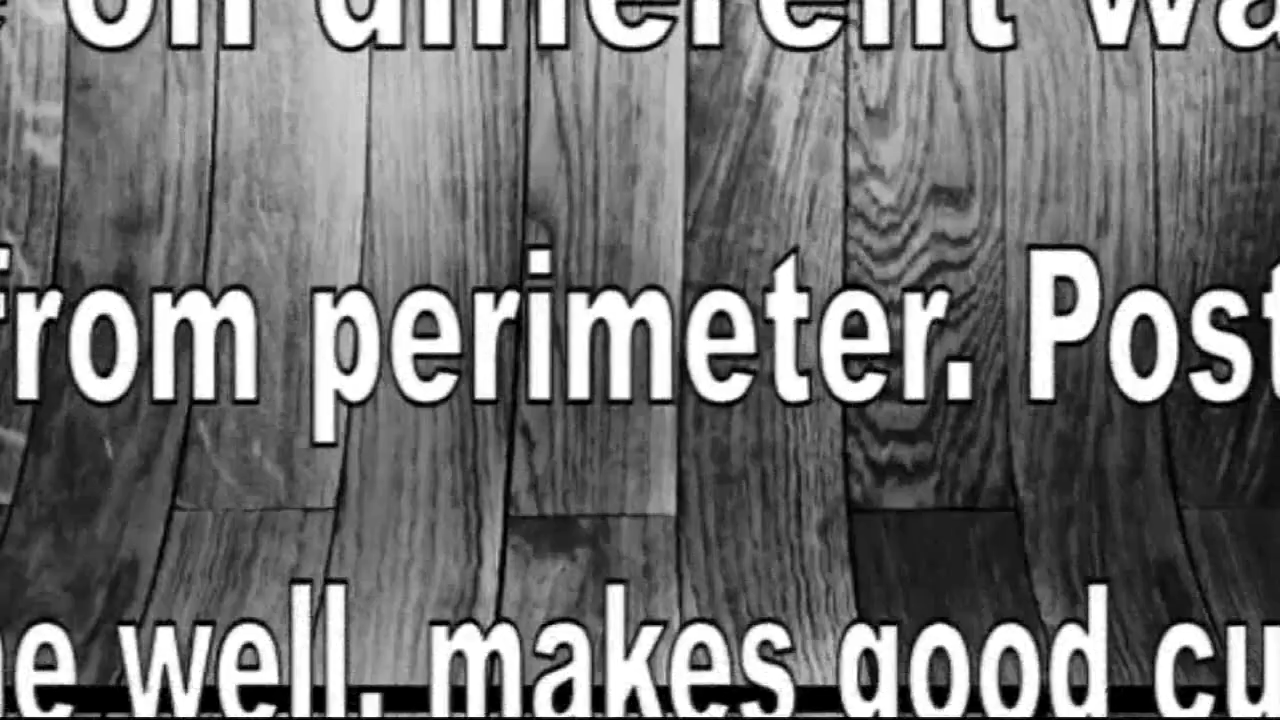 on different wa
from perimeter. Post
e well, makes good cu